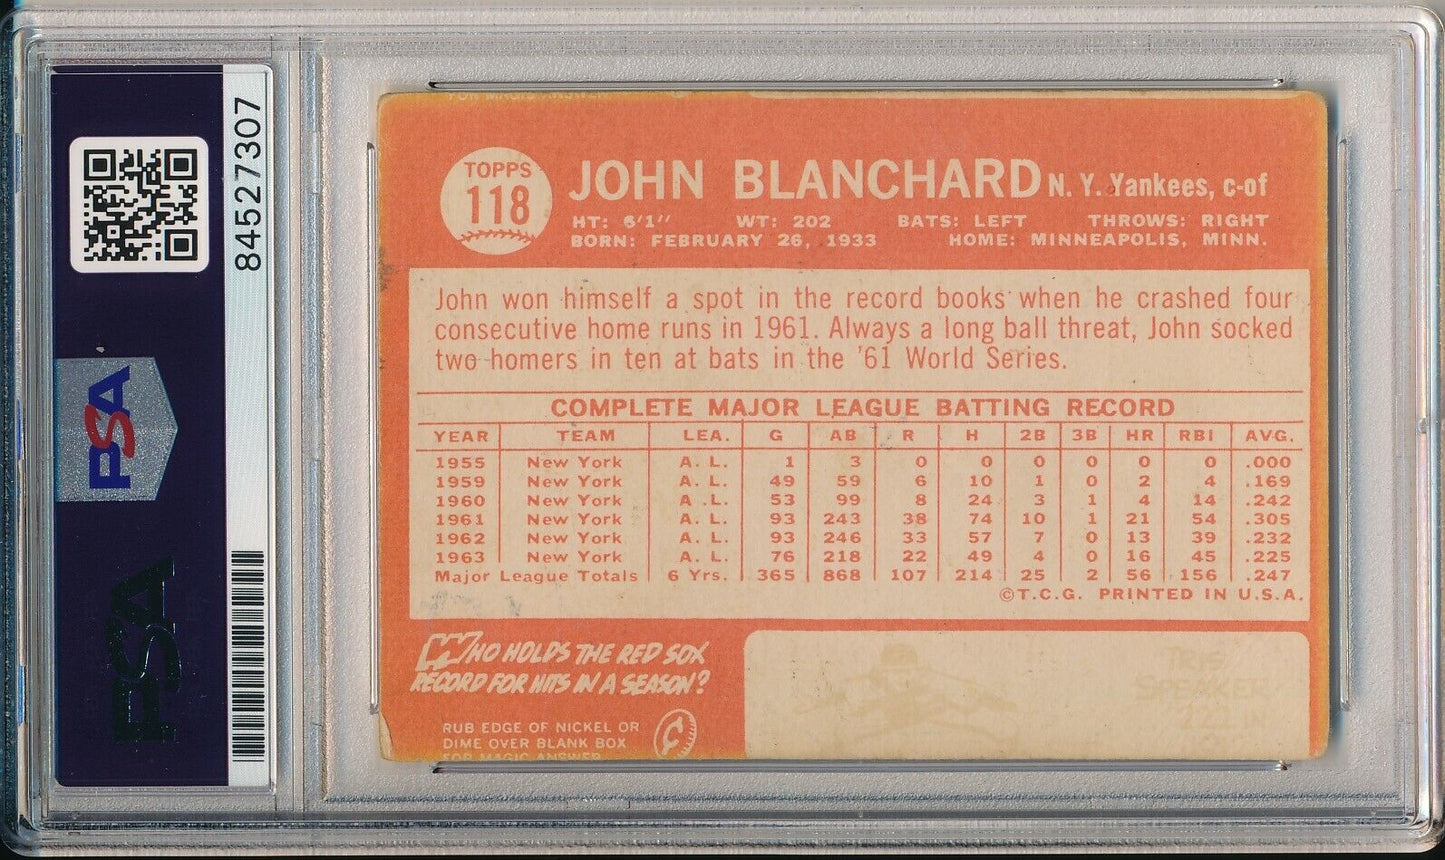 84527307
PSA
PSA
TOPPS
118
JOHN BLANCHARD N. Y. Yankees, c-of
HT: 6'1'' WT: 202 BATS: LEFT THROWS: RIGHT
BORN: FEBRUARY 26, 1933 HOME: MINNEAPOLIS, MINN.
John won himself a spot in the record books when he crashed four
consecutive home runs in 1961. Always a long ball threat, John socked
two homers in ten at bats in the '61 World Series.
COMPLETE MAJOR LEAGUE BATTING RECORD
YEAR TEAM LEA. G AB R H 2B 3B HR RBI AVG.
1955 New York A. L. 1 3 0 0 0 0 0 0 .000
1959 New York A. L. 49 59 6 10 1 0 2 4 .169
1960 New York A .L. 53 99 8 24 3 1 4 14 .242
1961 New York A. L. 93 243 38 74 10 1 21 54 .305
1962 New York A. L. 93 246 33 57 7 0 13 39 .232
1963 New York A. L. 76 218 22 49 4 0 16 45 .225
Major League Totals 6 Yrs. 365 868 107 214 25 2 56 156 .247
©T.C.G. PRINTED IN U.S.A.
WHO HOLDS THE RED SOX
RECORD FOR HITS IN A SEASON?
RUB EDGE OF NICKEL OR
DIME OVER BLANK BOX
FOR MAGIC ANSWER
TRIS
SPEAKER
222 IN